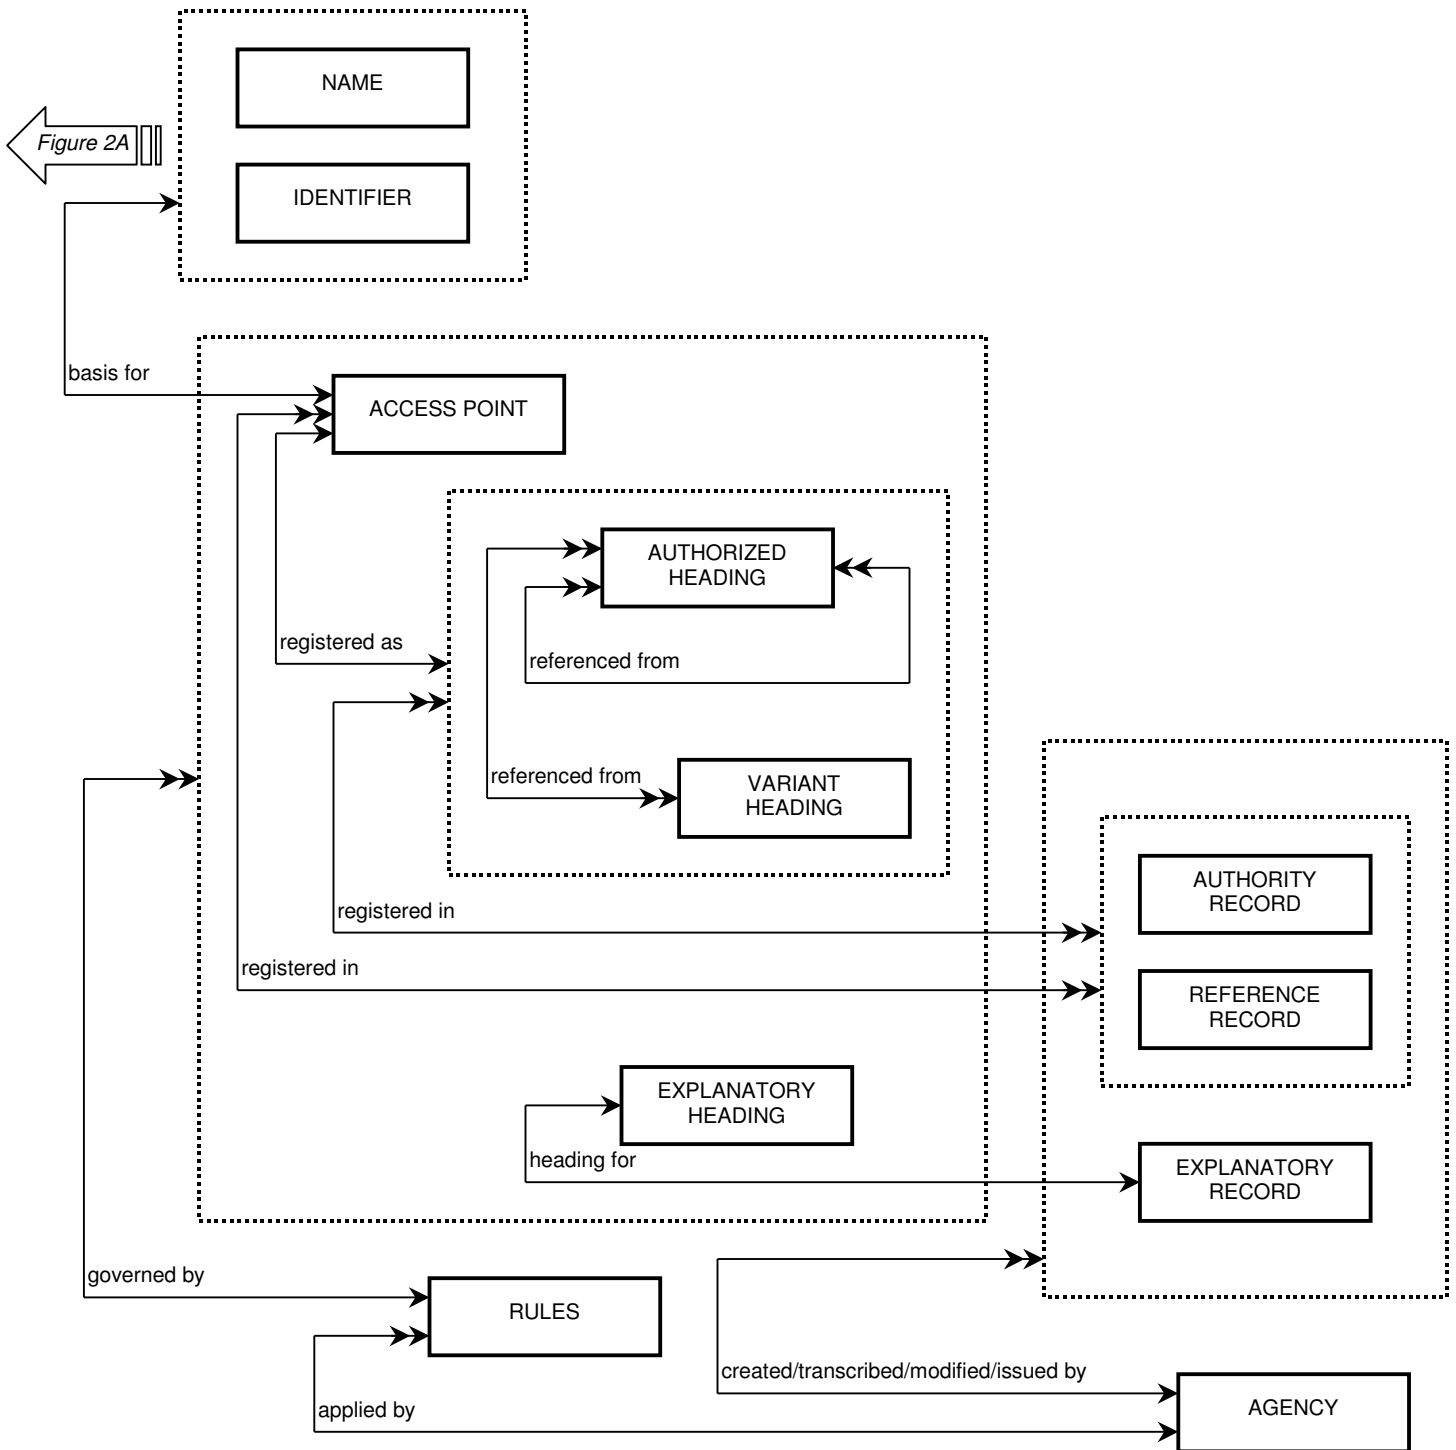 NAME
Figure 2A
IDENTIFIER
basis for
ACCESS POINT
AUTHORIZED
HEADING
registered as
referenced from
referenced from
VARIANT
HEADING
AUTHORITY
RECORD
registered in
registered in
REFERENCE
RECORD
EXPLANATORY
HEADING
heading for
EXPLANATORY
RECORD
governed by
RULES
created/transcribed/modified/issued by
applied by
AGENCY